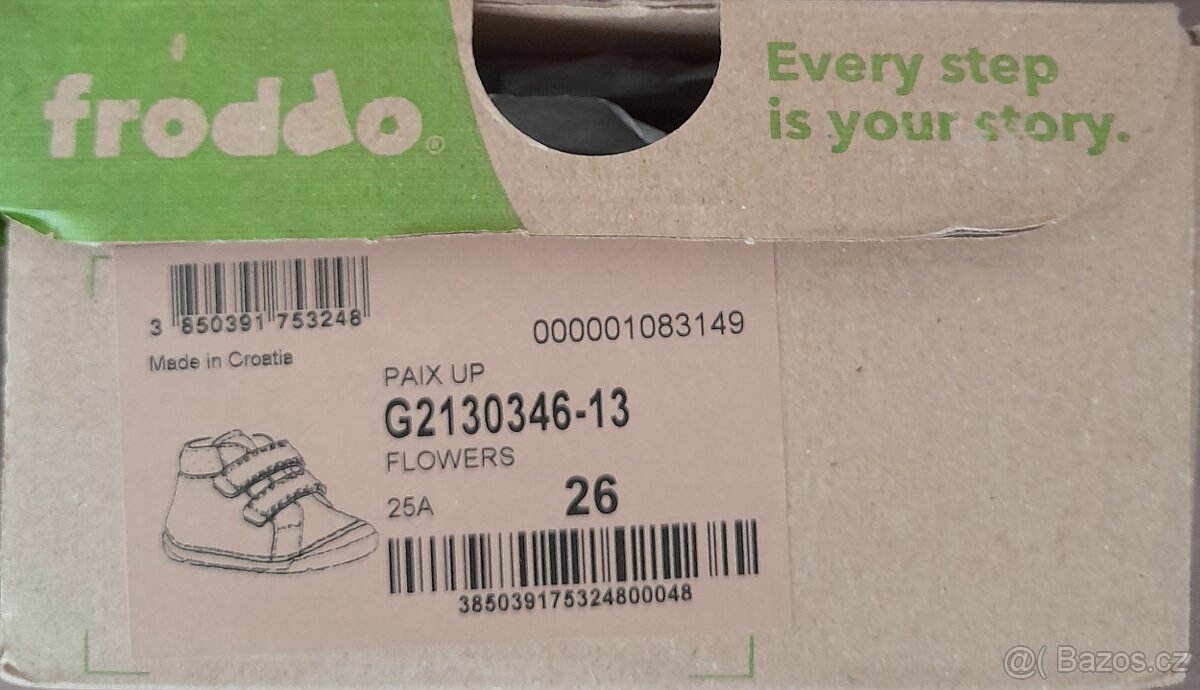 froddo®
Every step
is your story.
3 850391 753248
Made in Croatia
000001083149
PAIX UP
G2130346-13
FLOWERS
25A 26
385039175324800048
@( Bazos.cz